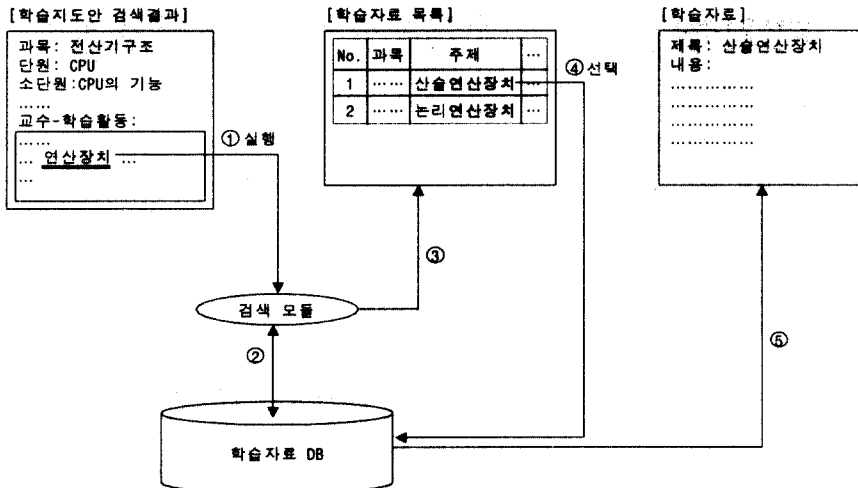 [학습지도안 검색결과]
과목: 전산기구조
단원: CPU
소단원:CPU의 기능
……
교수-학습활동:
……
… 연산장치 …
…
① 실행
[학습자료 목록]
No. 과목 주제 …
1 …… 산술연산장치 …
2 …… 논리연산장치 …
④ 선택
[학습자료]
제목: 산술연산장치
내용:
……………
……………
……………
……………
③
검색 모듈
②
⑤
학습자료 DB